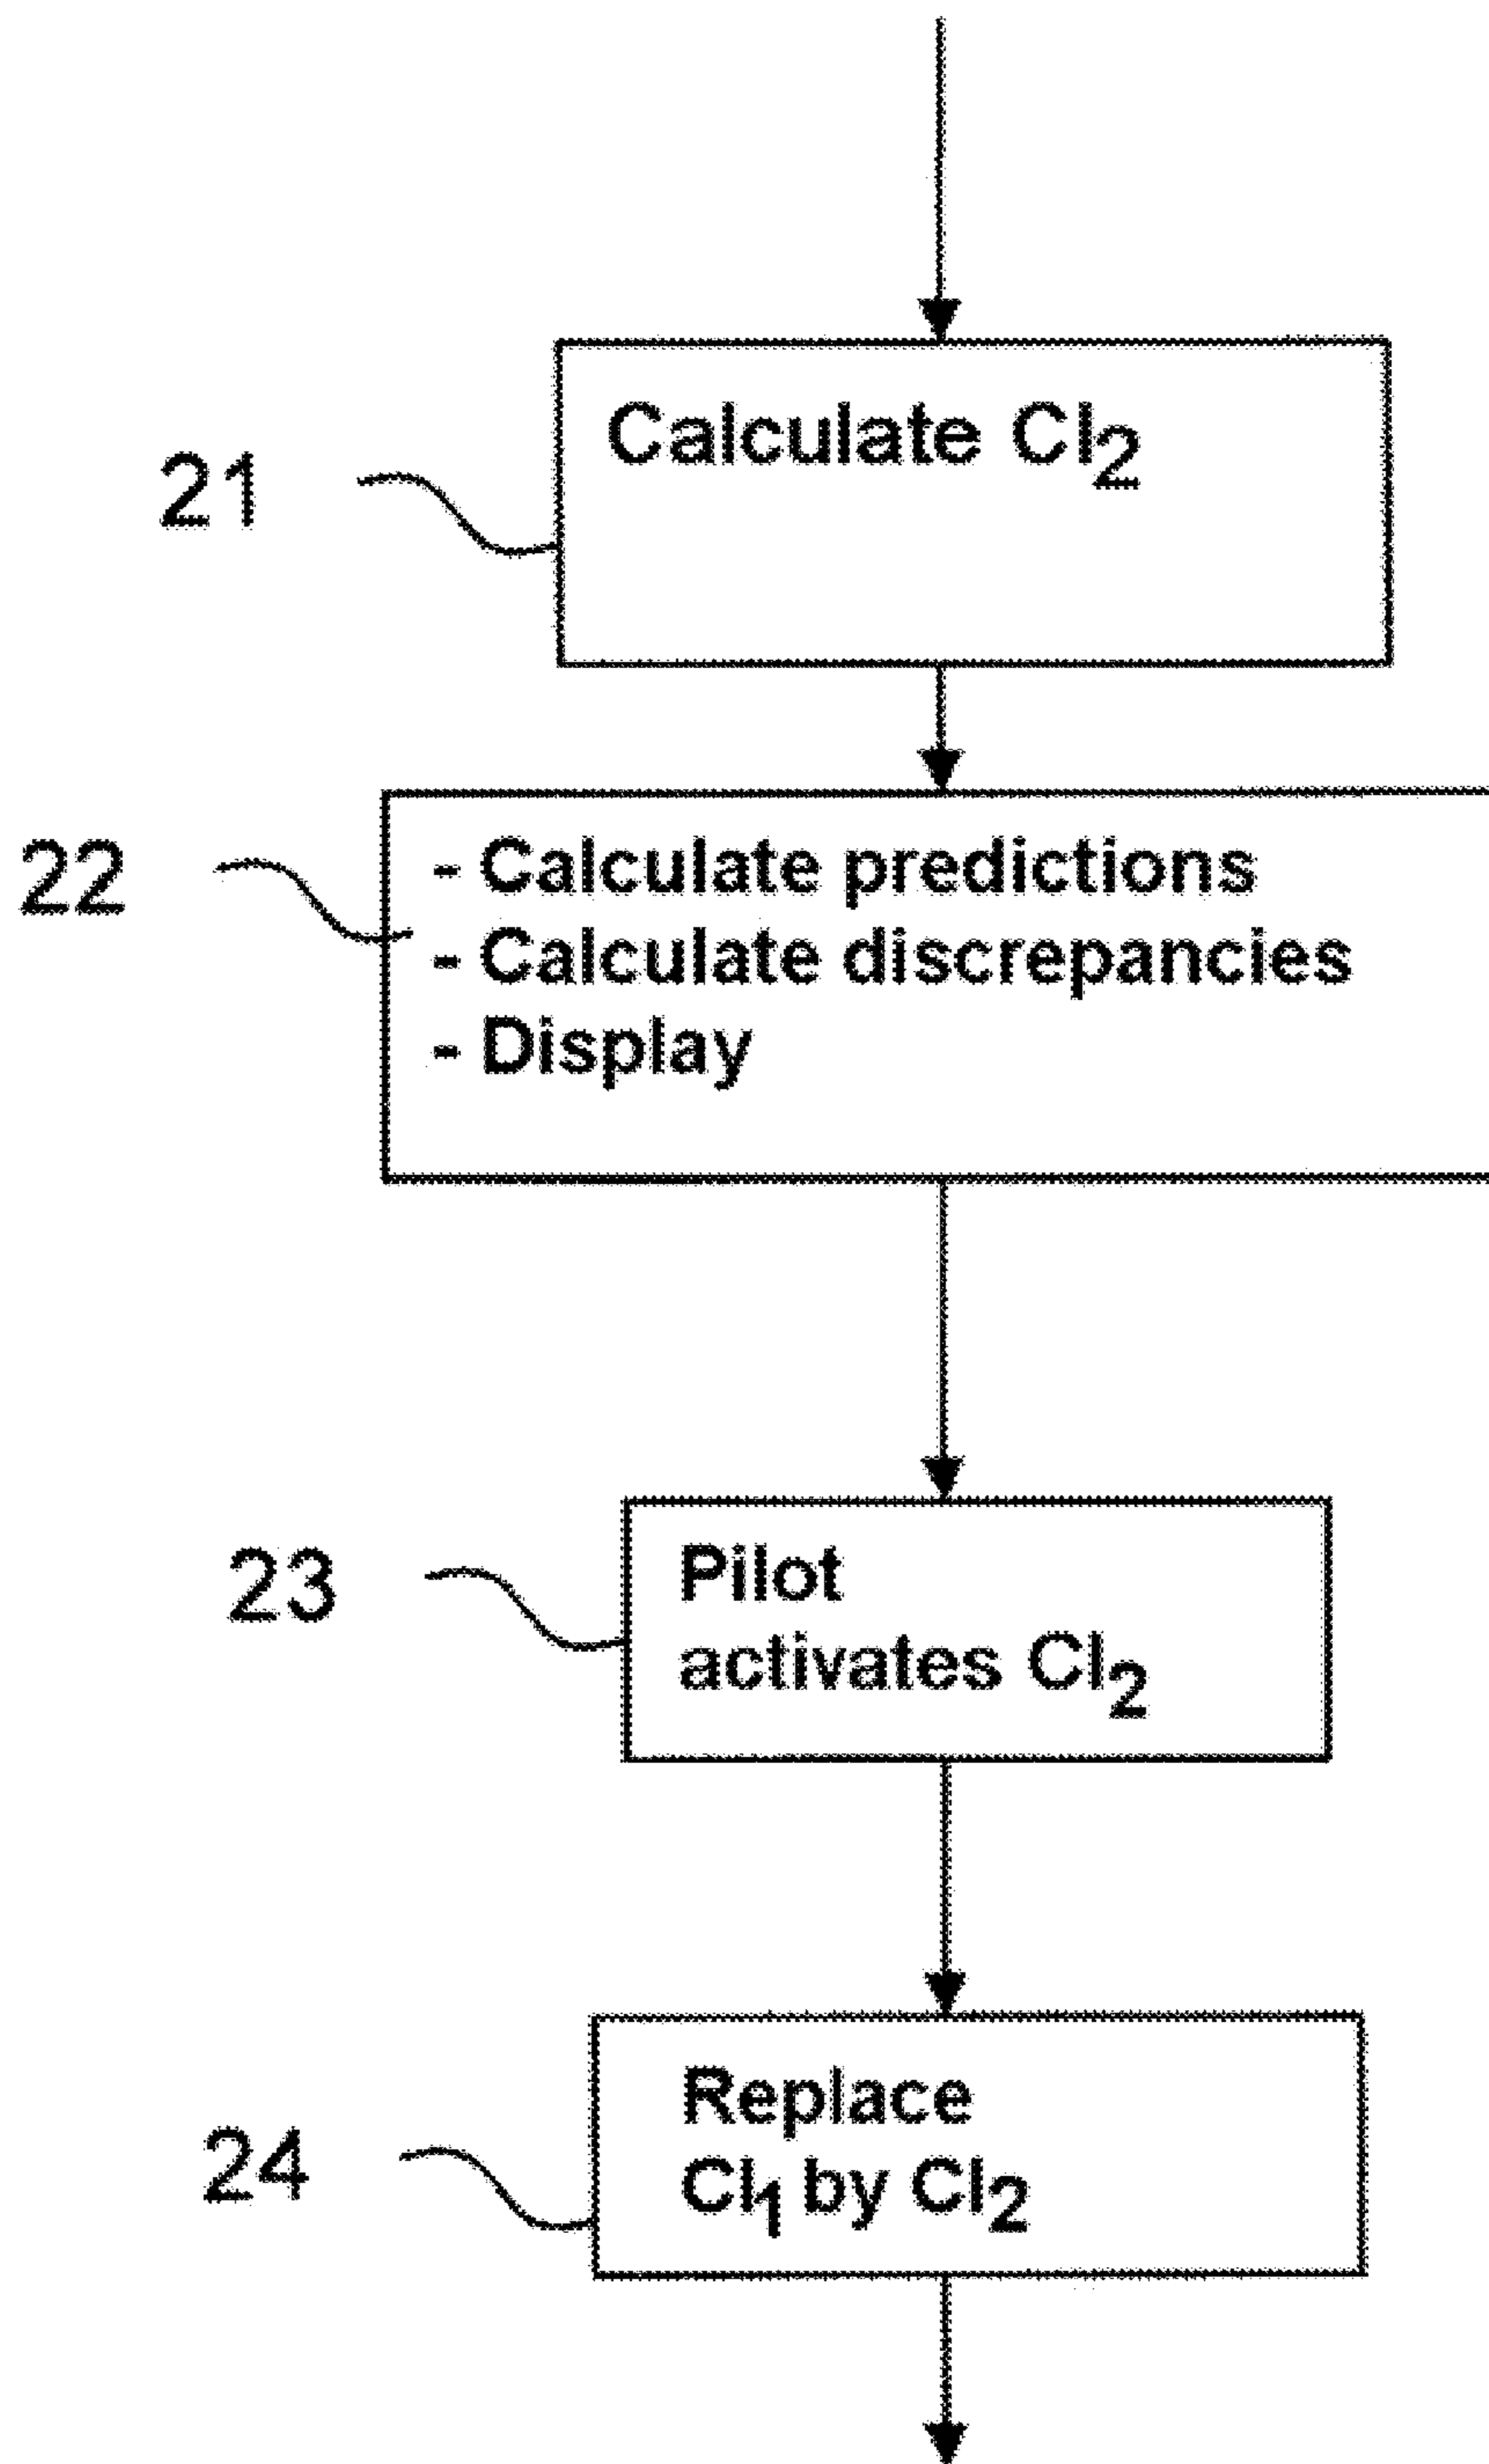 Calculate CI₂
21
22
- Calculate predictions
- Calculate discrepancies
- Display
23
Pilot
activates CI₂
24
Replace
CI₁ by CI₂